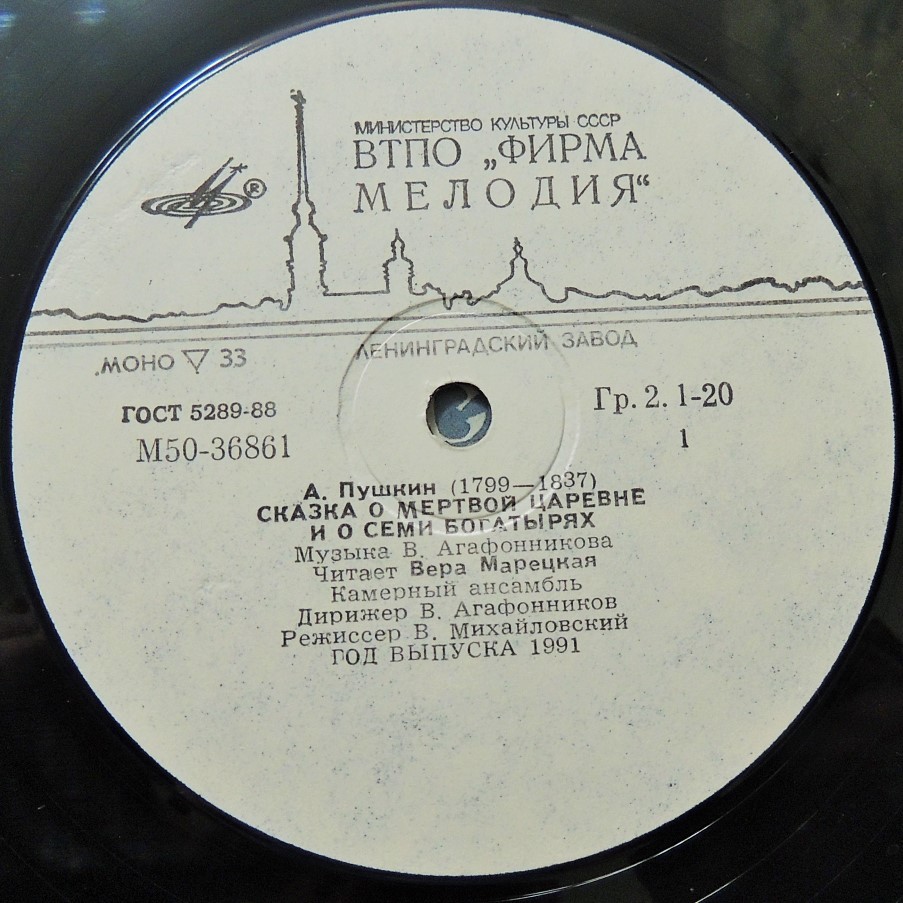 МИНИСТЕРСТВО КУЛЬТУРЫ СССР
ВТПО „ФИРМА
МЕЛОДИЯ“
®
ЛЕНИНГРАДСКИЙ ЗАВОД
МОНО ▽ 33
ГОСТ 5289-88
М50-36861
Гр. 2. 1-20
1
А. Пушкин (1799—1837)
СКАЗКА О МЕРТВОЙ ЦАРЕВНЕ
И О СЕМИ БОГАТЫРЯХ
Музыка В. Агафонникова
Читает Вера Марецкая
Камерный ансамбль
Дирижер В. Агафонников
Режиссер В. Михайловский
ГОД ВЫПУСКА 1991